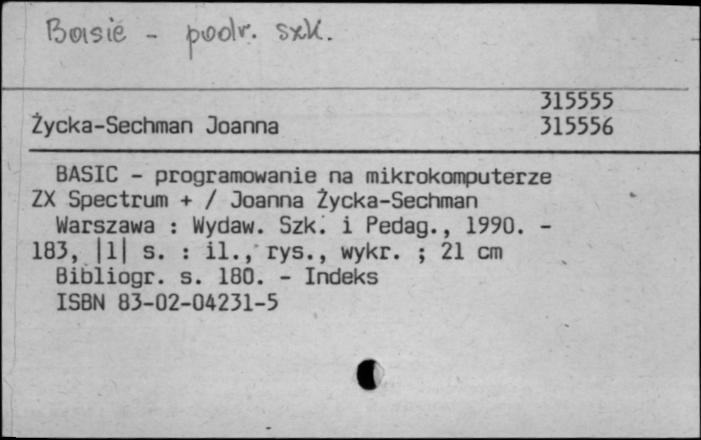 Basic - podr. szk.
315555
Życka-Sechman Joanna 315556
BASIC - programowanie na mikrokomputerze
ZX Spectrum + / Joanna Życka-Sechman
Warszawa : Wydaw. Szk. i Pedag., 1990. -
183, |1| s. : il., rys., wykr. ; 21 cm
Bibliogr. s. 180. - Indeks
ISBN 83-02-04231-5